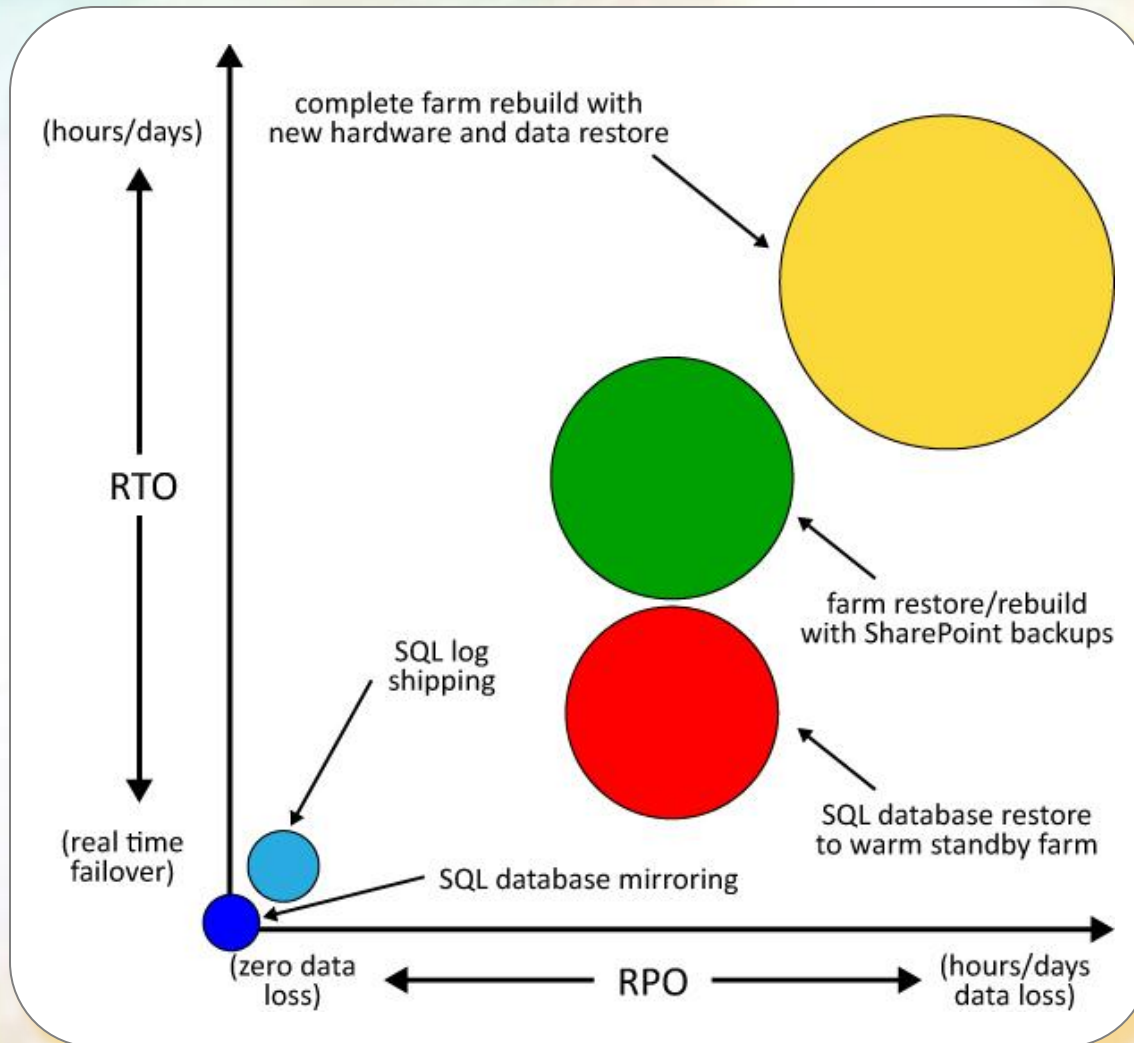 complete farm rebuild with
new hardware and data restore
(hours/days)
RTO
farm restore/rebuild
with SharePoint backups
SQL log
shipping
SQL database restore
to warm standby farm
(real time
failover)
SQL database mirroring
(zero data
loss)
RPO
(hours/days
data loss)